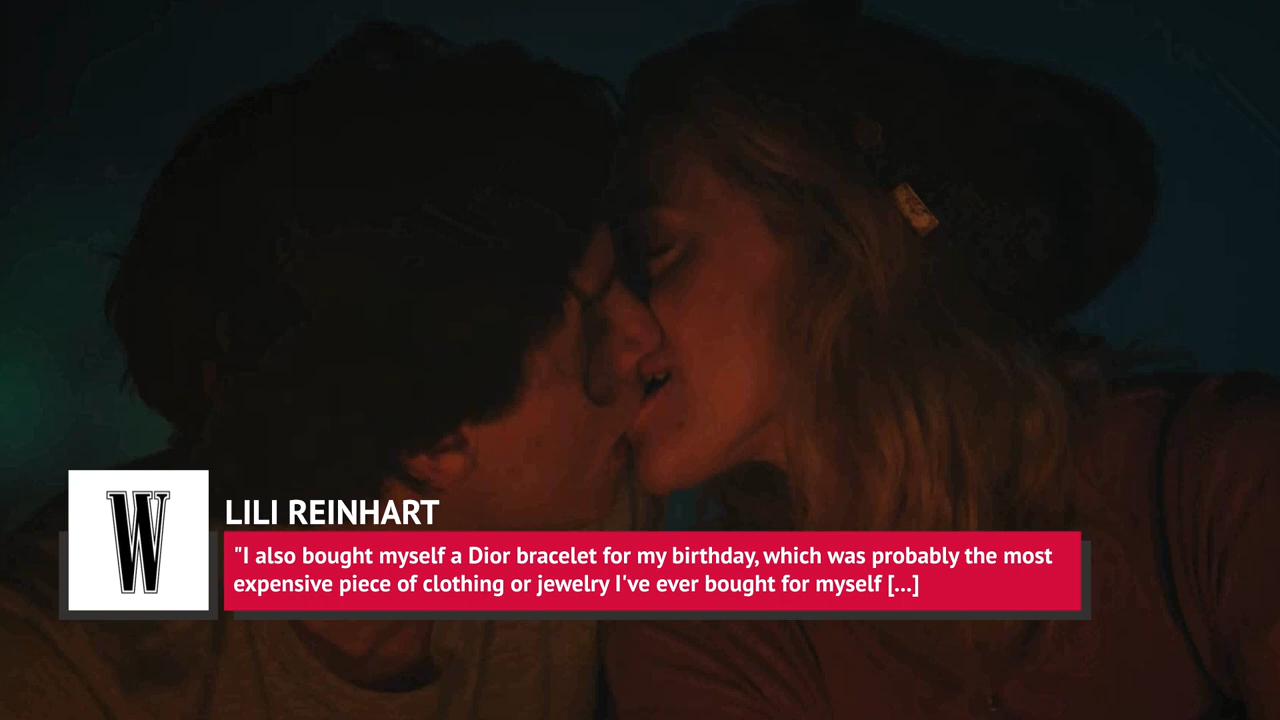 W
LILI REINHART
"I also bought myself a Dior bracelet for my birthday, which was probably the most
expensive piece of clothing or jewelry I've ever bought for myself [...]